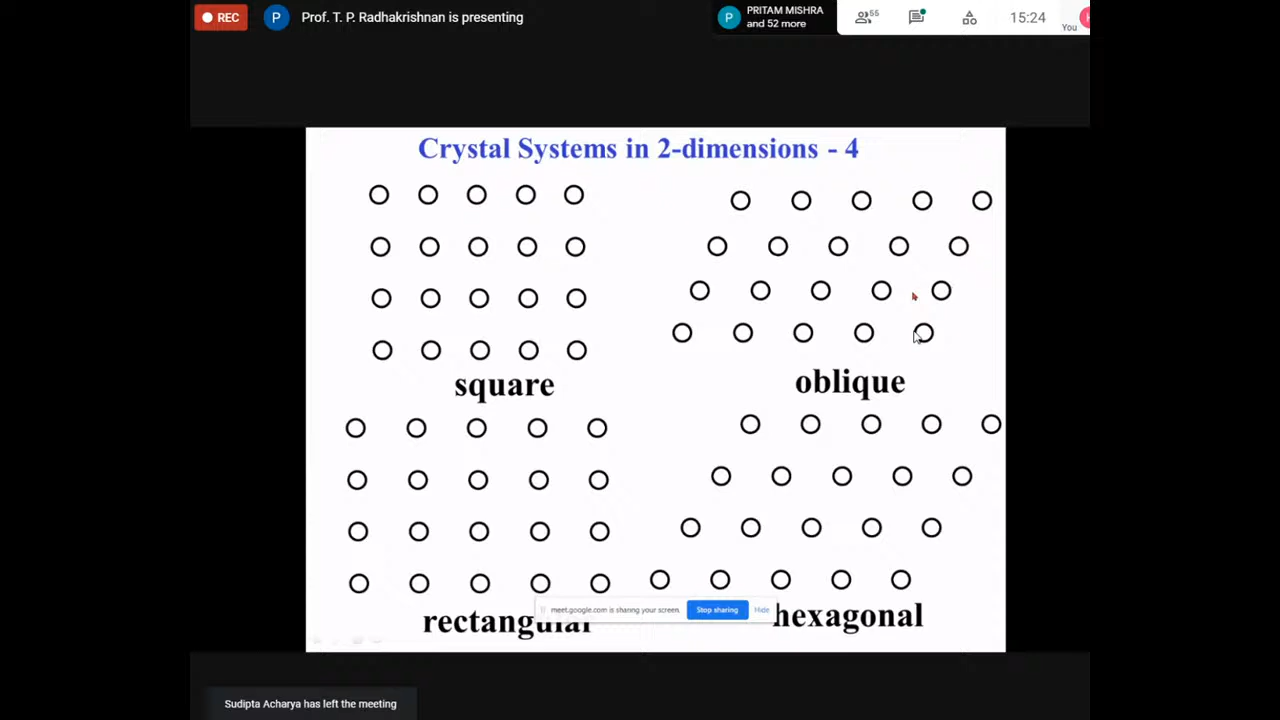 REC
P
Prof. T. P. Radhakrishnan is presenting
P
PRITAM MISHRA
and 52 more
55
15:24
You
Crystal Systems in 2-dimensions - 4
square
oblique
rectangular
hexagonal
meet.google.com is sharing your screen.
Stop sharing
Hide
Sudipta Acharya has left the meeting